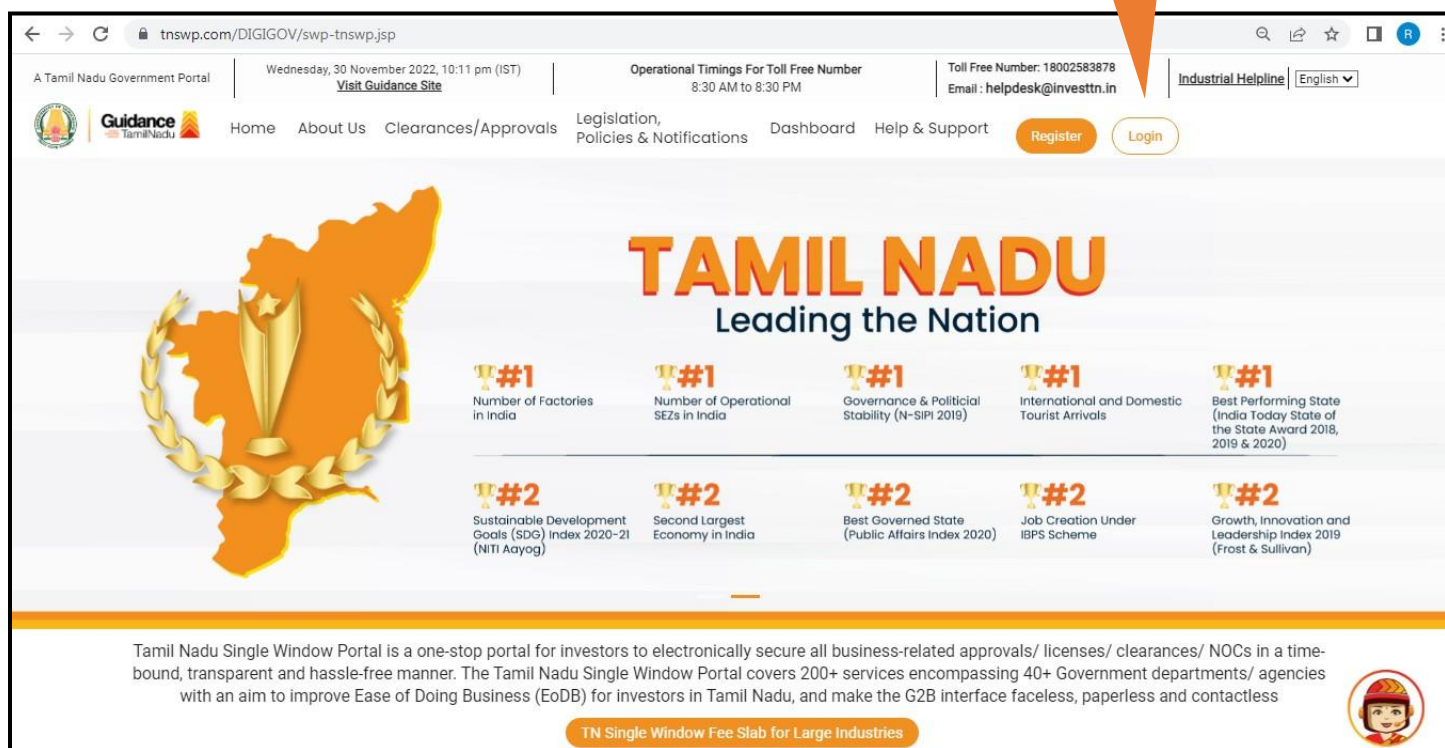 tnswp.com/DIGIGOV/swp-tnswp.jsp
R
A Tamil Nadu Government Portal
Wednesday, 30 November 2022, 10:11 pm (IST)
Visit Guidance Site
Operational Timings For Toll Free Number
8:30 AM to 8:30 PM
Toll Free Number: 18002583878
Email : helpdesk@investtn.in
Industrial Helpline
English
Guidance
TamilNadu
Home
About Us
Clearances/Approvals
Legislation,
Policies & Notifications
Dashboard
Help & Support
Register
Login
TAMIL NADU
Leading the Nation
#1
Number of Factories
in India
#1
Number of Operational
SEZs in India
#1
Governance & Politicial
Stability (N-SIPI 2019)
#1
International and Domestic
Tourist Arrivals
#1
Best Performing State
(India Today State of
the State Award 2018,
2019 & 2020)
#2
Sustainable Development
Goals (SDG) Index 2020-21
(NITI Aayog)
#2
Second Largest
Economy in India
#2
Best Governed State
(Public Affairs Index 2020)
#2
Job Creation Under
IBPS Scheme
#2
Growth, Innovation and
Leadership Index 2019
(Frost & Sullivan)
Tamil Nadu Single Window Portal is a one-stop portal for investors to electronically secure all business-related approvals/ licenses/ clearances/ NOCs in a time-
bound, transparent and hassle-free manner. The Tamil Nadu Single Window Portal covers 200+ services encompassing 40+ Government departments/ agencies
with an aim to improve Ease of Doing Business (EoDB) for investors in Tamil Nadu, and make the G2B interface faceless, paperless and contactless
TN Single Window Fee Slab for Large Industries